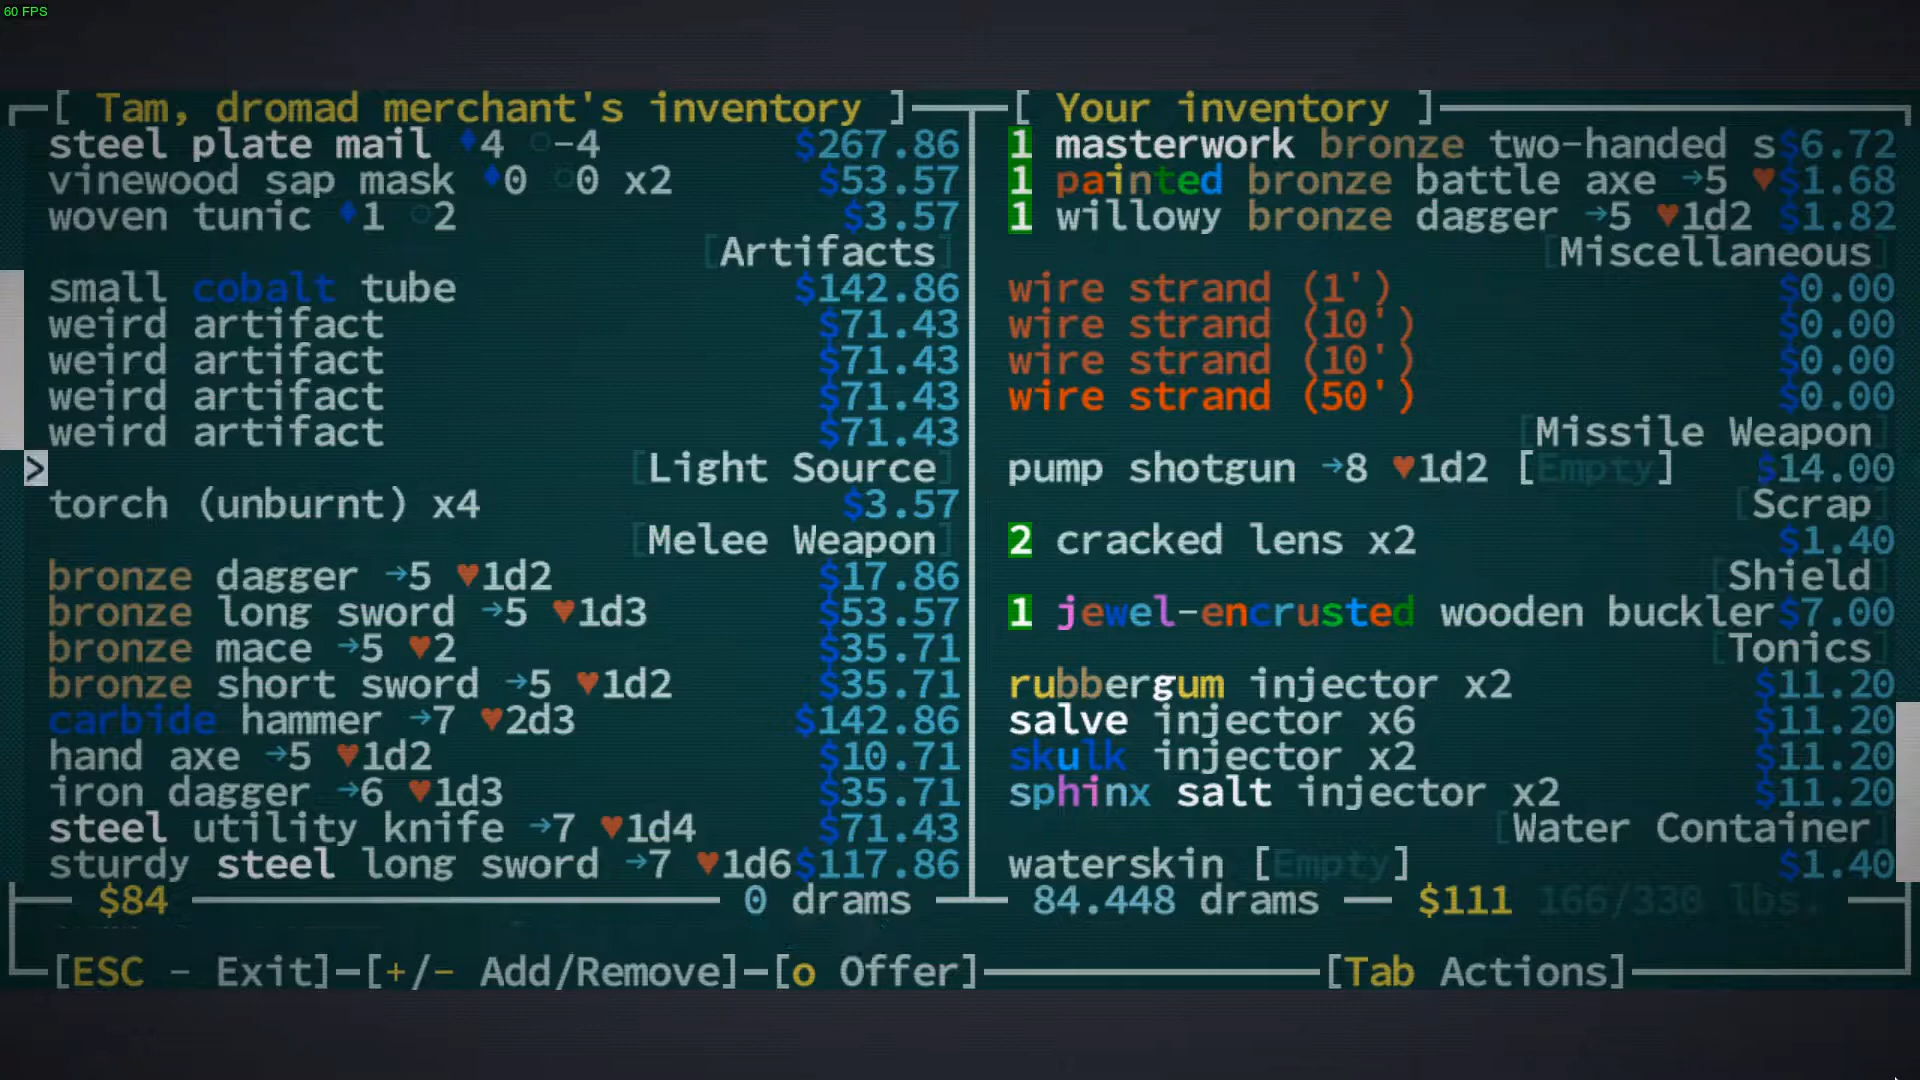 60 FPS
[ Tam, dromad merchant's inventory ]
steel plate mail ♦4 ○-4 $267.86
vinewood sap mask ♦0 ○0 x2 $53.57
woven tunic ♦1 ○2 $3.57
[Artifacts]
small cobalt tube $142.86
weird artifact $71.43
weird artifact $71.43
weird artifact $71.43
weird artifact $71.43
> [Light Source]
torch (unburnt) x4 $3.57
[Melee Weapon]
bronze dagger →5 ♥1d2 $17.86
bronze long sword →5 ♥1d3 $53.57
bronze mace →5 ♥2 $35.71
bronze short sword →5 ♥1d2 $35.71
carbide hammer →7 ♥2d3 $142.86
hand axe →5 ♥1d2 $10.71
iron dagger →6 ♥1d3 $35.71
steel utility knife →7 ♥1d4 $71.43
sturdy steel long sword →7 ♥1d6 $117.86
$84 0 drams
[ Your inventory ]
1 masterwork bronze two-handed s$6.72
1 painted bronze battle axe →5 ♥$1.68
1 willowy bronze dagger →5 ♥1d2 $1.82
[Miscellaneous]
wire strand (1') $0.00
wire strand (10') $0.00
wire strand (10') $0.00
wire strand (50') $0.00
[Missile Weapon]
pump shotgun →8 ♥1d2 [Empty] $14.00
[Scrap]
2 cracked lens x2 $1.40
[Shield]
1 jewel-encrusted wooden buckler$7.00
[Tonics]
rubbergum injector x2 $11.20
salve injector x6 $11.20
skulk injector x2 $11.20
sphinx salt injector x2 $11.20
[Water Container]
waterskin [Empty] $1.40
84.448 drams $111 166/330 lbs.
[ESC - Exit]-[+/- Add/Remove]-[o Offer] [Tab Actions]